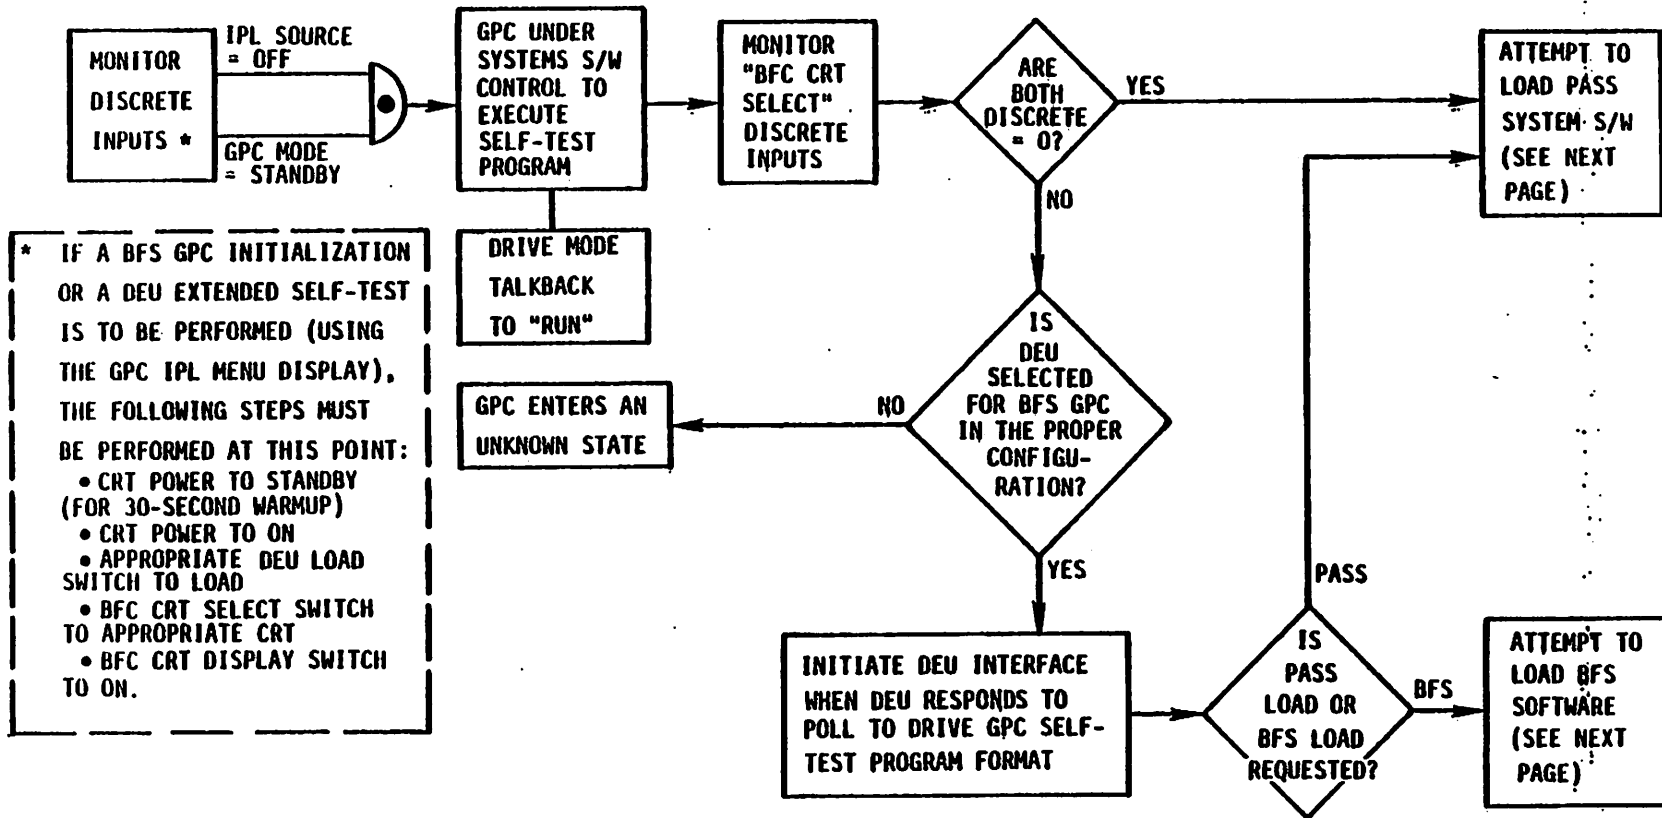 MONITOR
DISCRETE
INPUTS *
IPL SOURCE
= OFF
GPC MODE
= STANDBY
GPC UNDER
SYSTEMS S/W
CONTROL TO
EXECUTE
SELF-TEST
PROGRAM
DRIVE MODE
TALKBACK
TO "RUN"
MONITOR
"BFC CRT
SELECT"
DISCRETE
INPUTS
ARE
BOTH
DISCRETE
= 0?
YES
NO
ATTEMPT TO
LOAD PASS
SYSTEM S/W
(SEE NEXT
PAGE)
* IF A BFS GPC INITIALIZATION
OR A DEU EXTENDED SELF-TEST
IS TO BE PERFORMED (USING
THE GPC IPL MENU DISPLAY),
THE FOLLOWING STEPS MUST
BE PERFORMED AT THIS POINT:
• CRT POWER TO STANDBY
(FOR 30-SECOND WARMUP)
• CRT POWER TO ON
• APPROPRIATE DEU LOAD
SWITCH TO LOAD
• BFC CRT SELECT SWITCH
TO APPROPRIATE CRT
• BFC CRT DISPLAY SWITCH
TO ON.
IS
DEU
SELECTED
FOR BFS GPC
IN THE PROPER
CONFIGU-
RATION?
NO
GPC ENTERS AN
UNKNOWN STATE
YES
INITIATE DEU INTERFACE
WHEN DEU RESPONDS TO
POLL TO DRIVE GPC SELF-
TEST PROGRAM FORMAT
IS
PASS
LOAD OR
BFS LOAD
REQUESTED?
PASS
BFS
ATTEMPT TO
LOAD BFS
SOFTWARE
(SEE NEXT
PAGE)